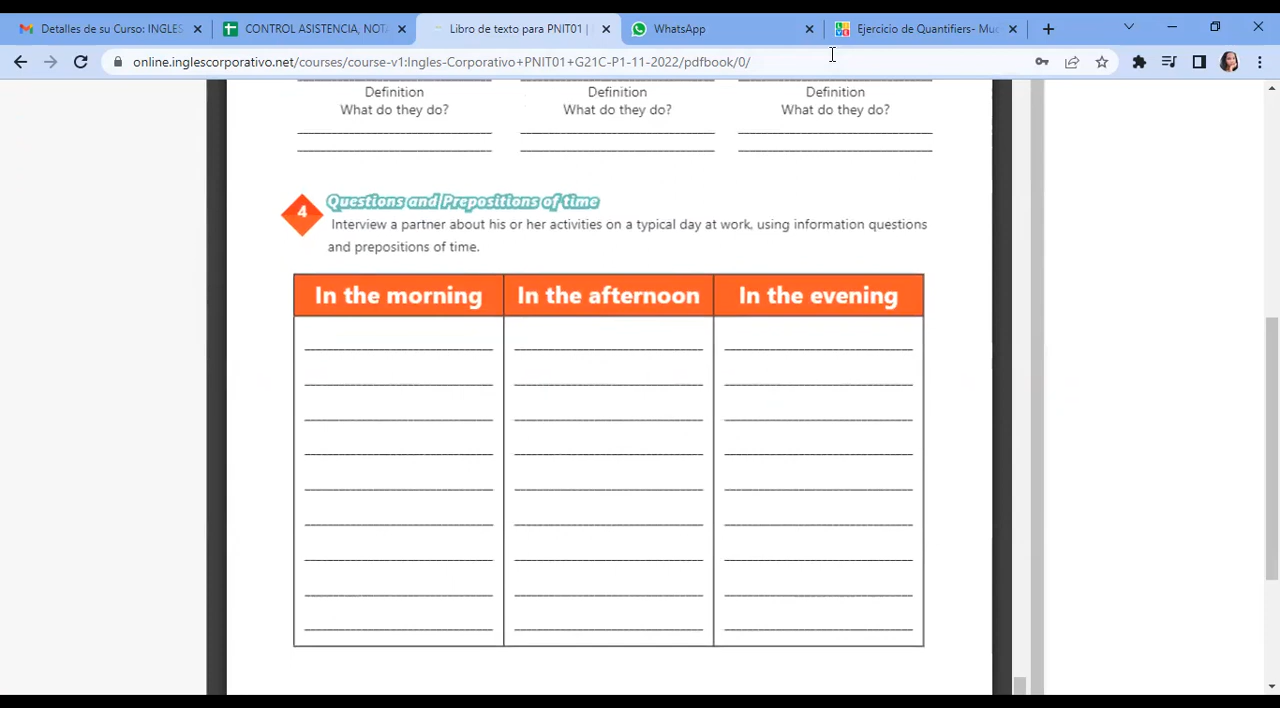 Detalles de su Curso: INGLES
CONTROL ASISTENCIA, NOTA
Libro de texto para PNIT01 |
WhatsApp
Ejercicio de Quantifiers- Muc
online.inglescorporativo.net/courses/course-v1:Ingles-Corporativo+PNIT01+G21C-P1-11-2022/pdfbook/0/
Definition Definition Definition
What do they do? What do they do? What do they do?
4 Questions and Prepositions of time
Interview a partner about his or her activities on a typical day at work, using information questions
and prepositions of time.
In the morning In the afternoon In the evening